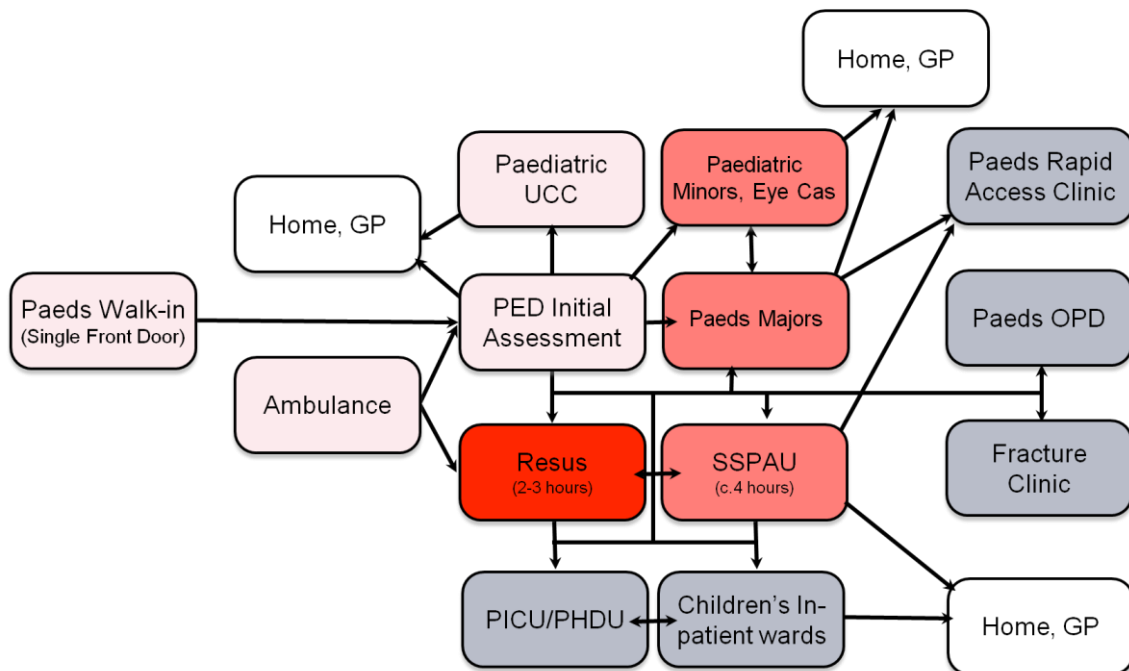 Home, GP
Paediatric
UCC
Paediatric
Minors, Eye Cas
Paeds Rapid
Access Clinic
Home, GP
Paeds Walk-in
(Single Front Door)
PED Initial
Assessment
Paeds Majors
Paeds OPD
Ambulance
Resus
(2-3 hours)
SSPAU
(c.4 hours)
Fracture
Clinic
PICU/PHDU
Children’s In-
patient wards
Home, GP